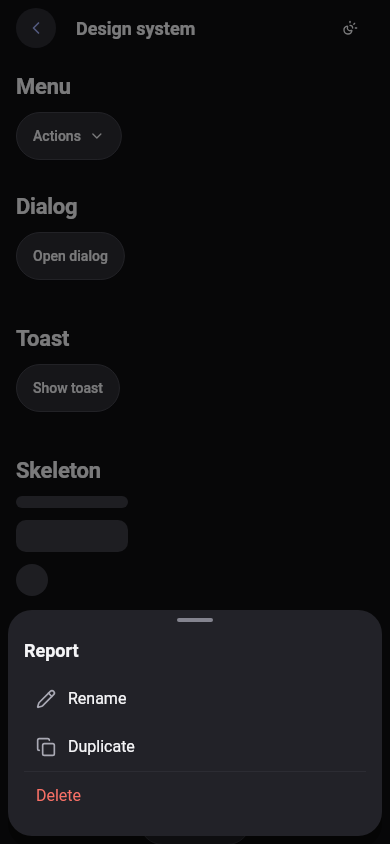 Design system
Menu
Actions
Dialog
Open dialog
Toast
Show toast
Skeleton
Report
Rename
Duplicate
Delete